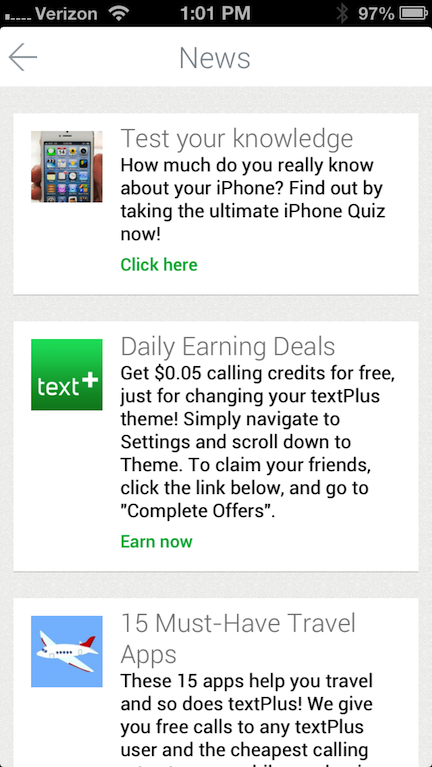 Verizon 1:01 PM 97%
News
Test your knowledge
How much do you really know
about your iPhone? Find out by
taking the ultimate iPhone Quiz
now!
Click here
text+
Daily Earning Deals
Get $0.05 calling credits for free,
just for changing your textPlus
theme! Simply navigate to
Settings and scroll down to
Theme. To claim your friends,
click the link below, and go to
"Complete Offers".
Earn now
15 Must-Have Travel
Apps
These 15 apps help you travel
and so does textPlus! We give
you free calls to any textPlus
user and the cheapest calling